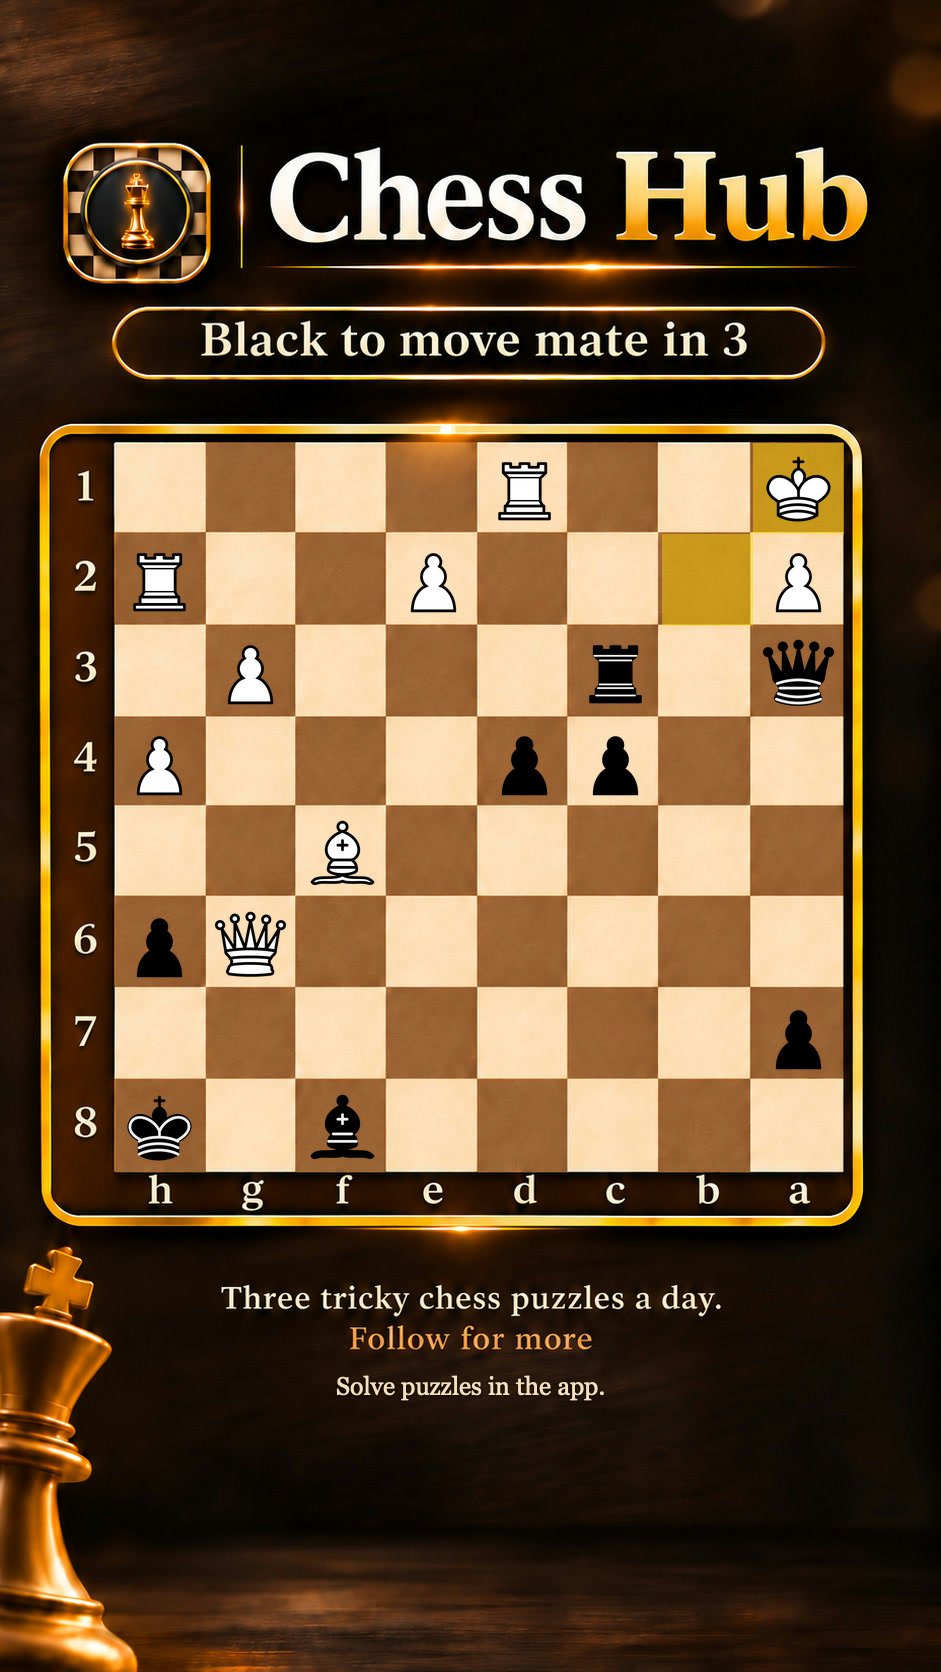 Chess Hub
Black to move mate in 3
1
2
3
4
5
6
7
8
h g f e d c b a
Three tricky chess puzzles a day.
Follow for more
Solve puzzles in the app.